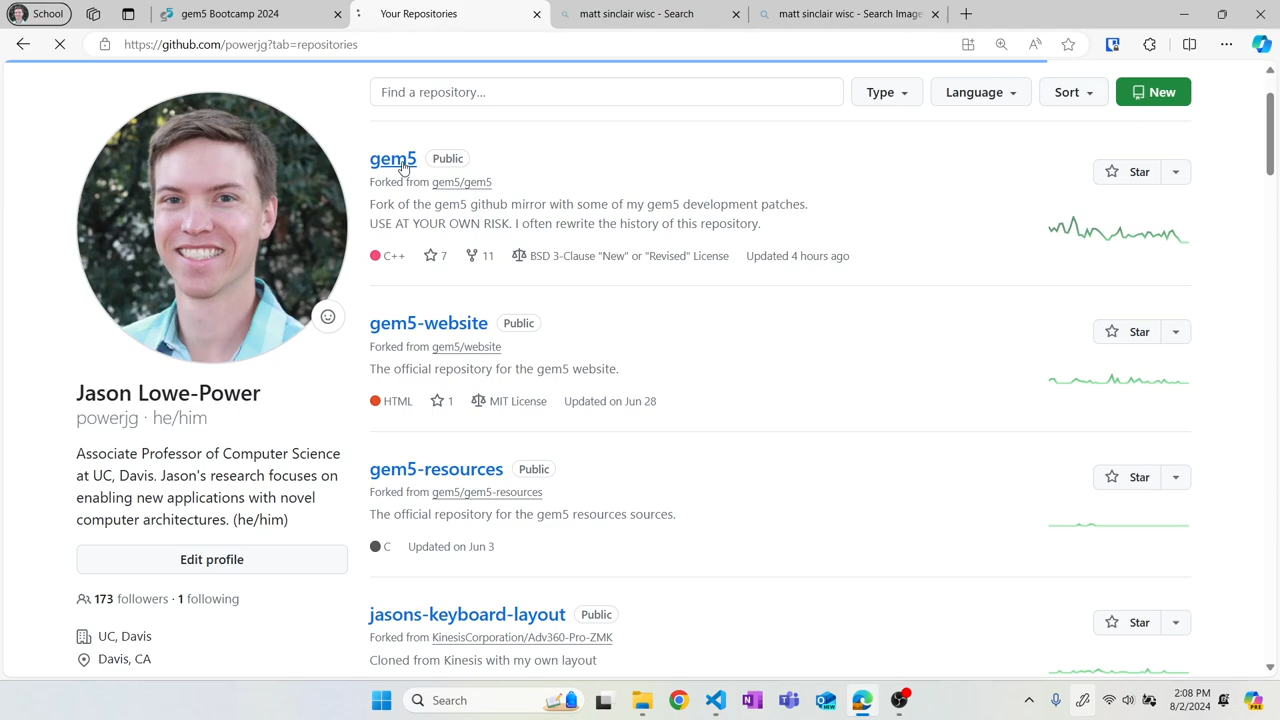 School
gem5 Bootcamp 2024
Your Repositories
matt sinclair wisc - Search
matt sinclair wisc - Search Image
https://github.com/powerjg?tab=repositories
Find a repository...
Type
Language
Sort
New
gem5 Public
Star
Forked from gem5/gem5
Fork of the gem5 github mirror with some of my gem5 development patches.
USE AT YOUR OWN RISK. I often rewrite the history of this repository.
C++ 7 11 BSD 3-Clause "New" or "Revised" License Updated 4 hours ago
gem5-website Public
Star
Forked from gem5/website
The official repository for the gem5 website.
HTML 1 MIT License Updated on Jun 28
gem5-resources Public
Star
Forked from gem5/gem5-resources
The official repository for the gem5 resources sources.
C Updated on Jun 3
jasons-keyboard-layout Public
Star
Forked from KinesisCorporation/Adv360-Pro-ZMK
Cloned from Kinesis with my own layout
Jason Lowe-Power
powerjg · he/him
Associate Professor of Computer Science
at UC, Davis. Jason's research focuses on
enabling new applications with novel
computer architectures. (he/him)
Edit profile
173 followers · 1 following
UC, Davis
Davis, CA
Search
2:08 PM
8/2/2024